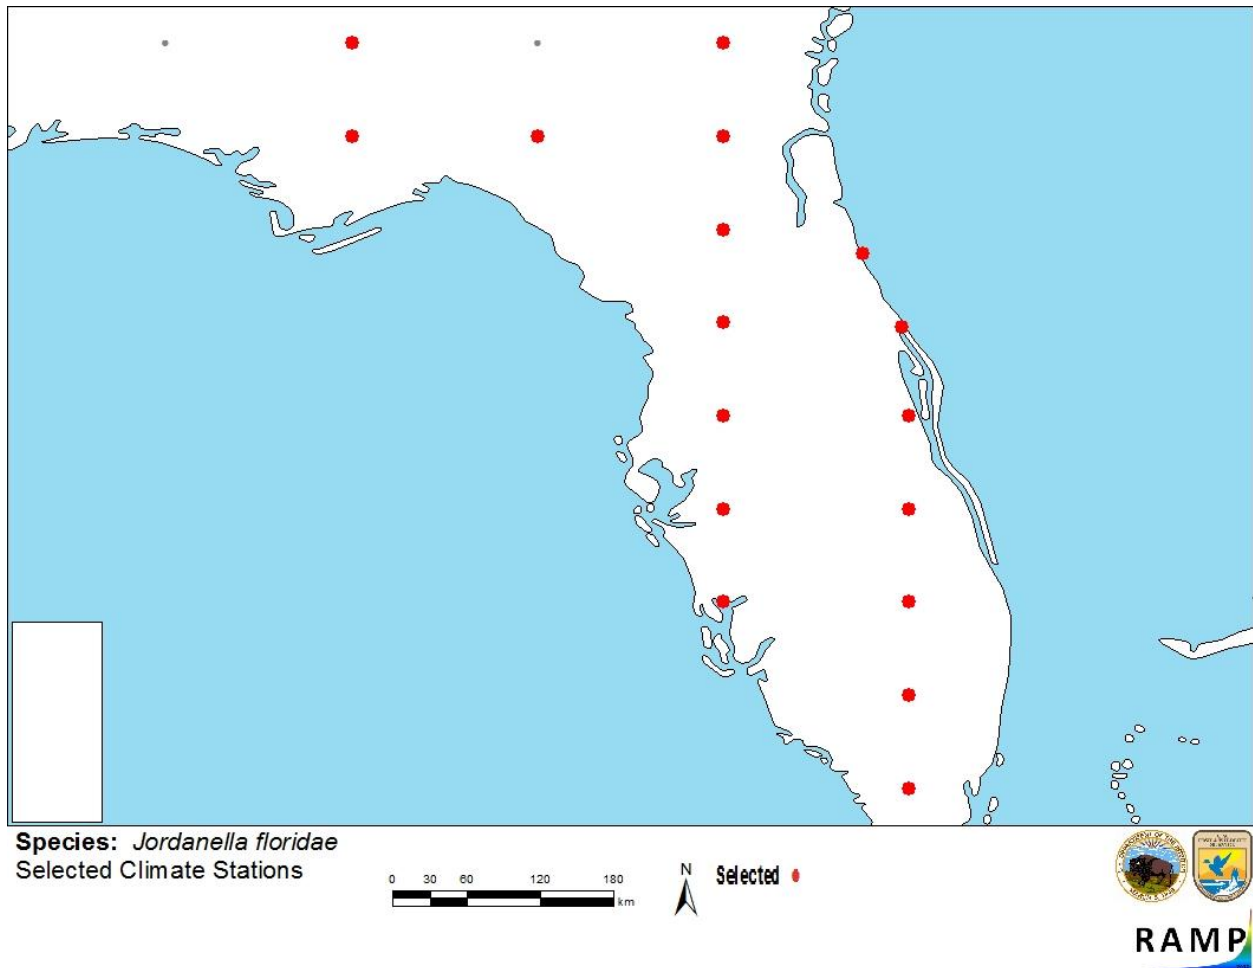 Species: Jordanella floridae
Selected Climate Stations
0 30 60 120 180
km
N
Selected
RAMP